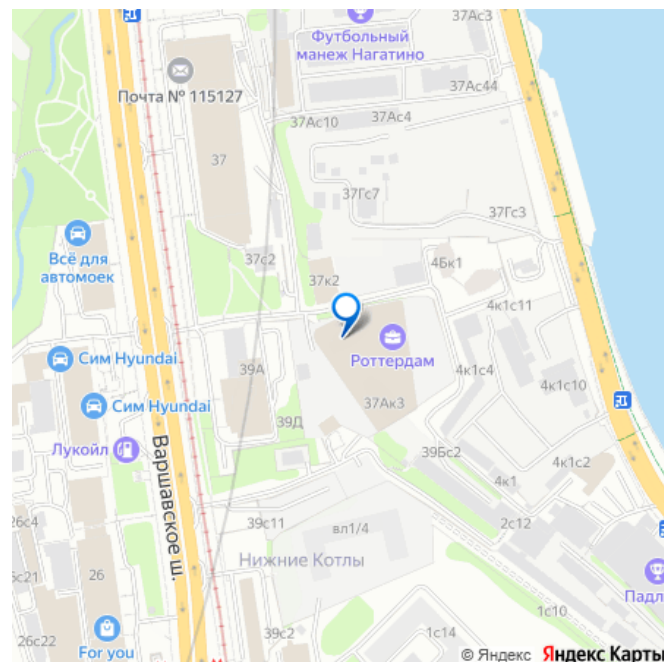 37Ас3
Футбольный
манеж Нагатино
37Ас44
Почта № 115127
37Ас10
37Ас4
37
37Гс7
37Гс3
Всё для
автомоек
37с2
4Бк1
37к2
4к1с11
Сим Hyundai
Роттердам
39А
4к1с4
4к1с10
Сим Hyundai
37Ак3
39Д
Лукойл
Варшавское ш.
39Бс2
4к1с2
4к1
26с4
39с11
вл1/4
2с12
Нижние Котлы
6с21
26
Падл
1с10
26с22
For you
39с2
1с14
© Яндекс Яндекс Карты